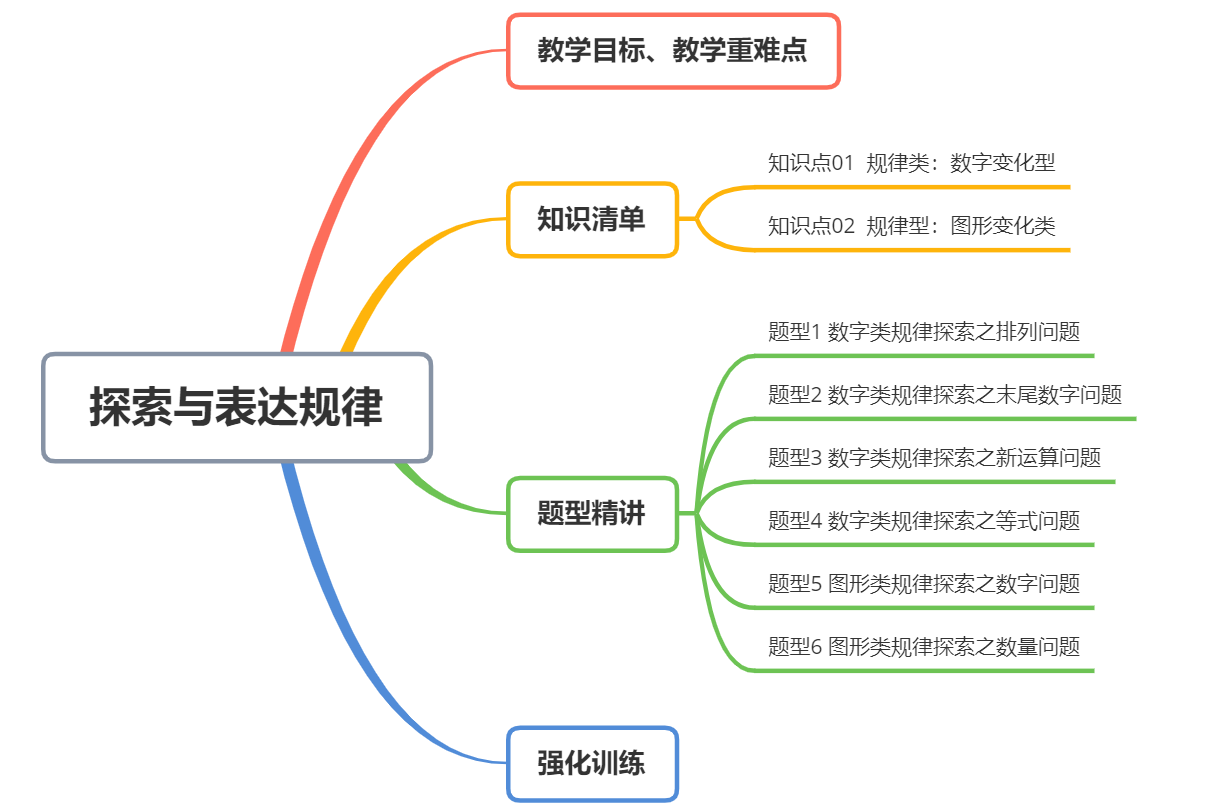 教学目标、教学重难点
知识点01  规律类：数字变化型
知识清单
知识点02  规律型：图形变化类
题型1 数字类规律探索之排列问题
题型2 数字类规律探索之末尾数字问题
探索与表达规律
题型3 数字类规律探索之新运算问题
题型精讲
题型4 数字类规律探索之等式问题
题型5 图形类规律探索之数字问题
题型6 图形类规律探索之数量问题
强化训练